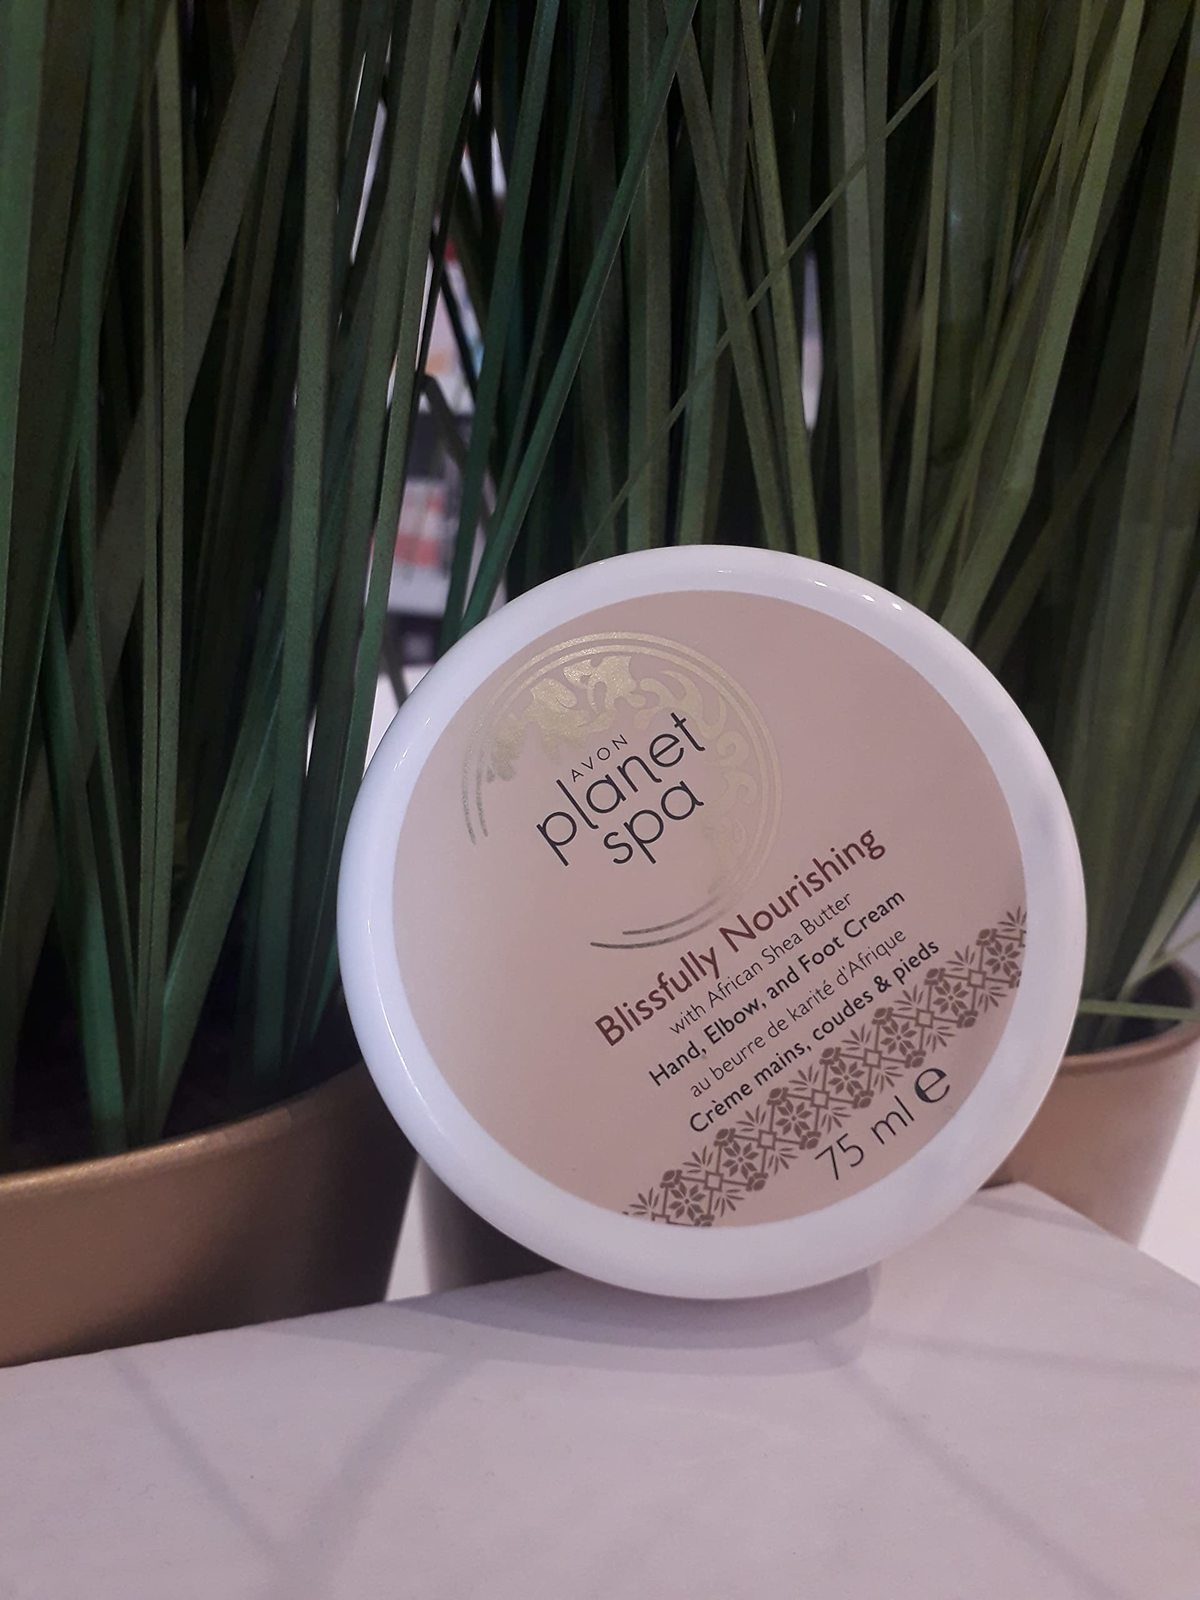 AVON
planet
spa
Blissfully Nourishing
with African Shea Butter
Hand, Elbow, and Foot Cream
au beurre de karité d'Afrique
Crème mains, coudes & pieds
75 ml e